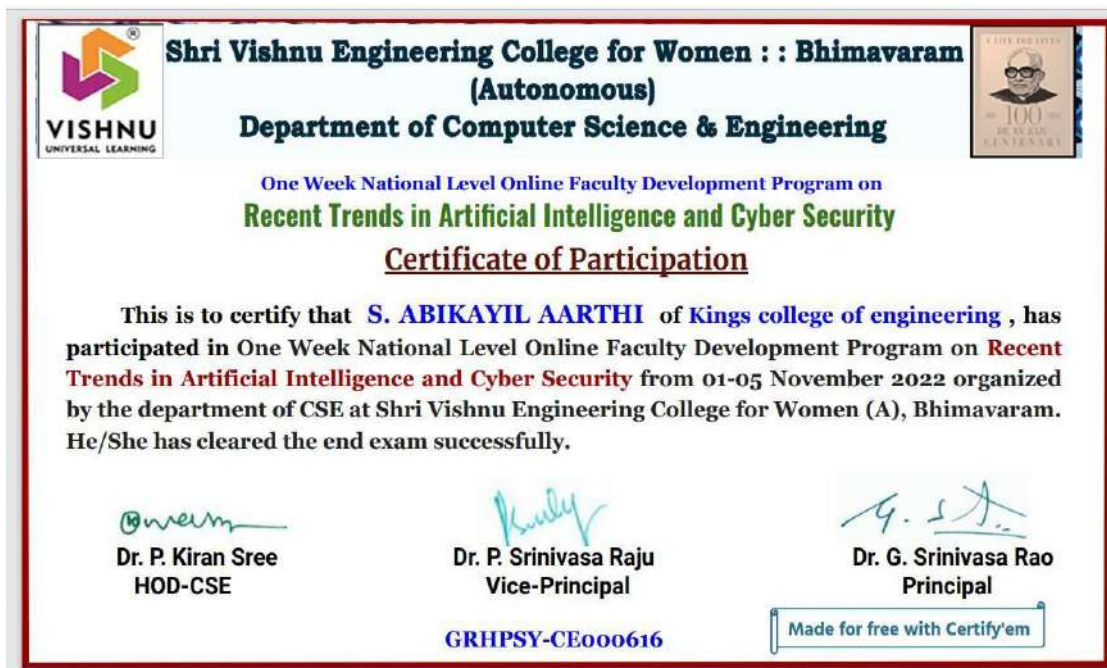 VISHNU
UNIVERSAL LEARNING
Shri Vishnu Engineering College for Women : : Bhimavaram
(Autonomous)
Department of Computer Science & Engineering
A LIFE FOR LIVES
100
CENTENARY
One Week National Level Online Faculty Development Program on
Recent Trends in Artificial Intelligence and Cyber Security
Certificate of Participation
This is to certify that S. ABIKAYIL AARTHI of Kings college of engineering , has
participated in One Week National Level Online Faculty Development Program on Recent
Trends in Artificial Intelligence and Cyber Security from 01-05 November 2022 organized
by the department of CSE at Shri Vishnu Engineering College for Women (A), Bhimavaram.
He/She has cleared the end exam successfully.
Dr. P. Kiran Sree
HOD-CSE
Dr. P. Srinivasa Raju
Vice-Principal
Dr. G. Srinivasa Rao
Principal
GRHPSY-CE000616
Made for free with Certify'em